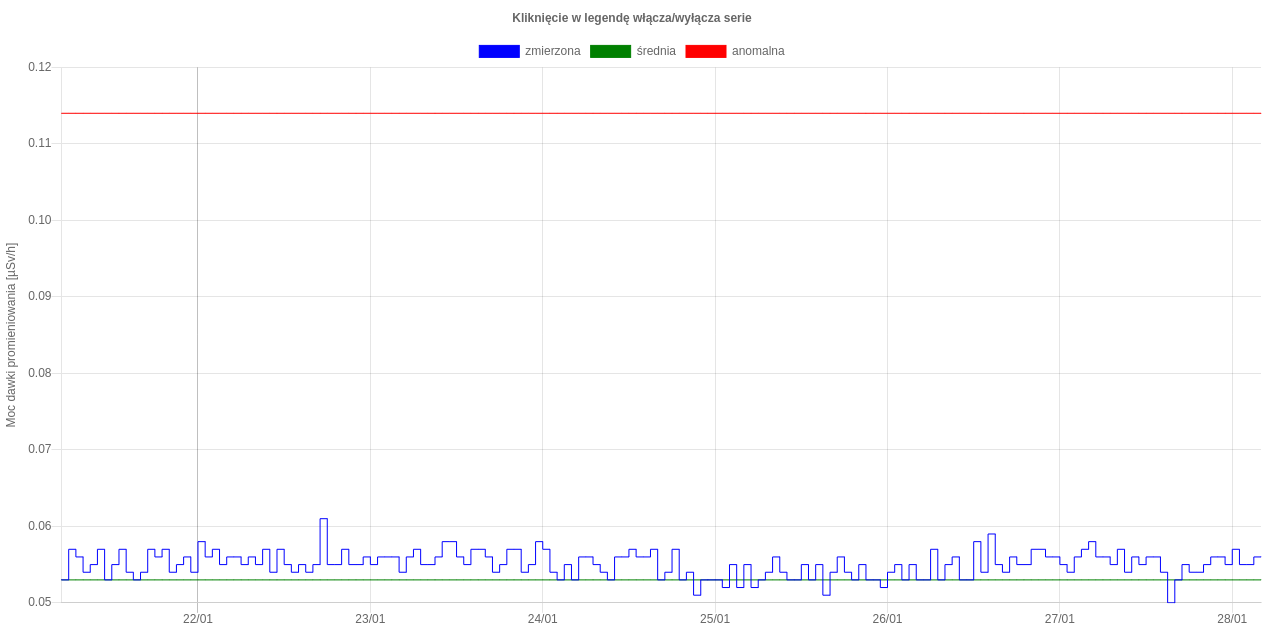 Kliknięcie w legendę włącza/wyłącza serie
zmierzona średnia anomalna
0.12
0.11
0.10
0.09
0.08
0.07
0.06
0.05
Moc dawki promieniowania [µSv/h]
22/01 23/01 24/01 25/01 26/01 27/01 28/01